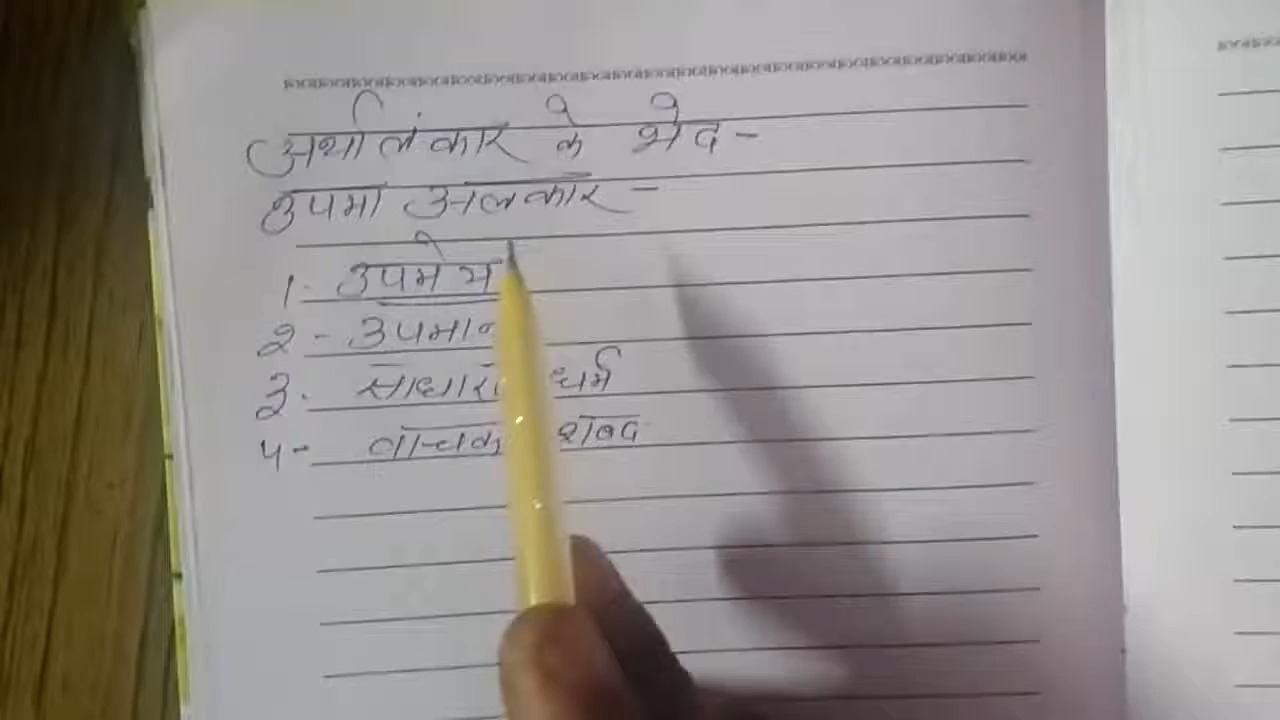 अर्थालंकार के भेद -
उपमा अलंकार -
1. उपमेय
2 - उपमान
3. साधारण धर्म
4 - वाचक शब्द